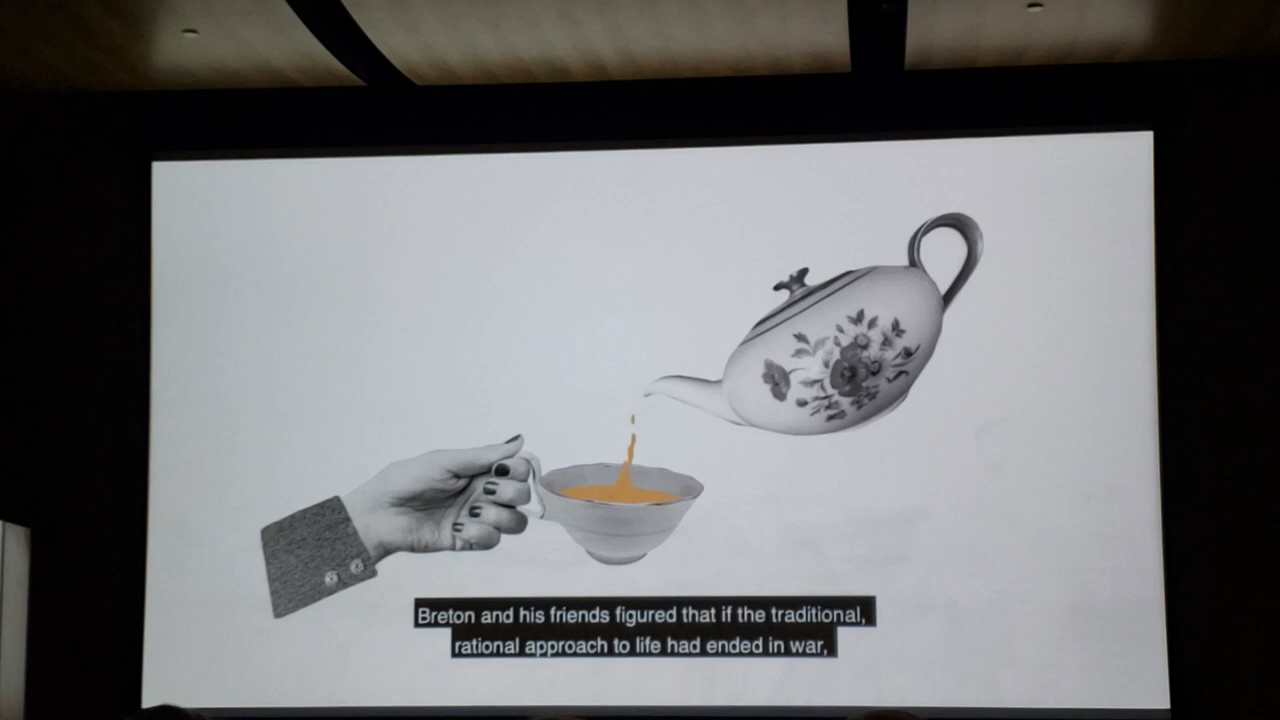 Breton and his friends figured that if the traditional,
rational approach to life had ended in war,